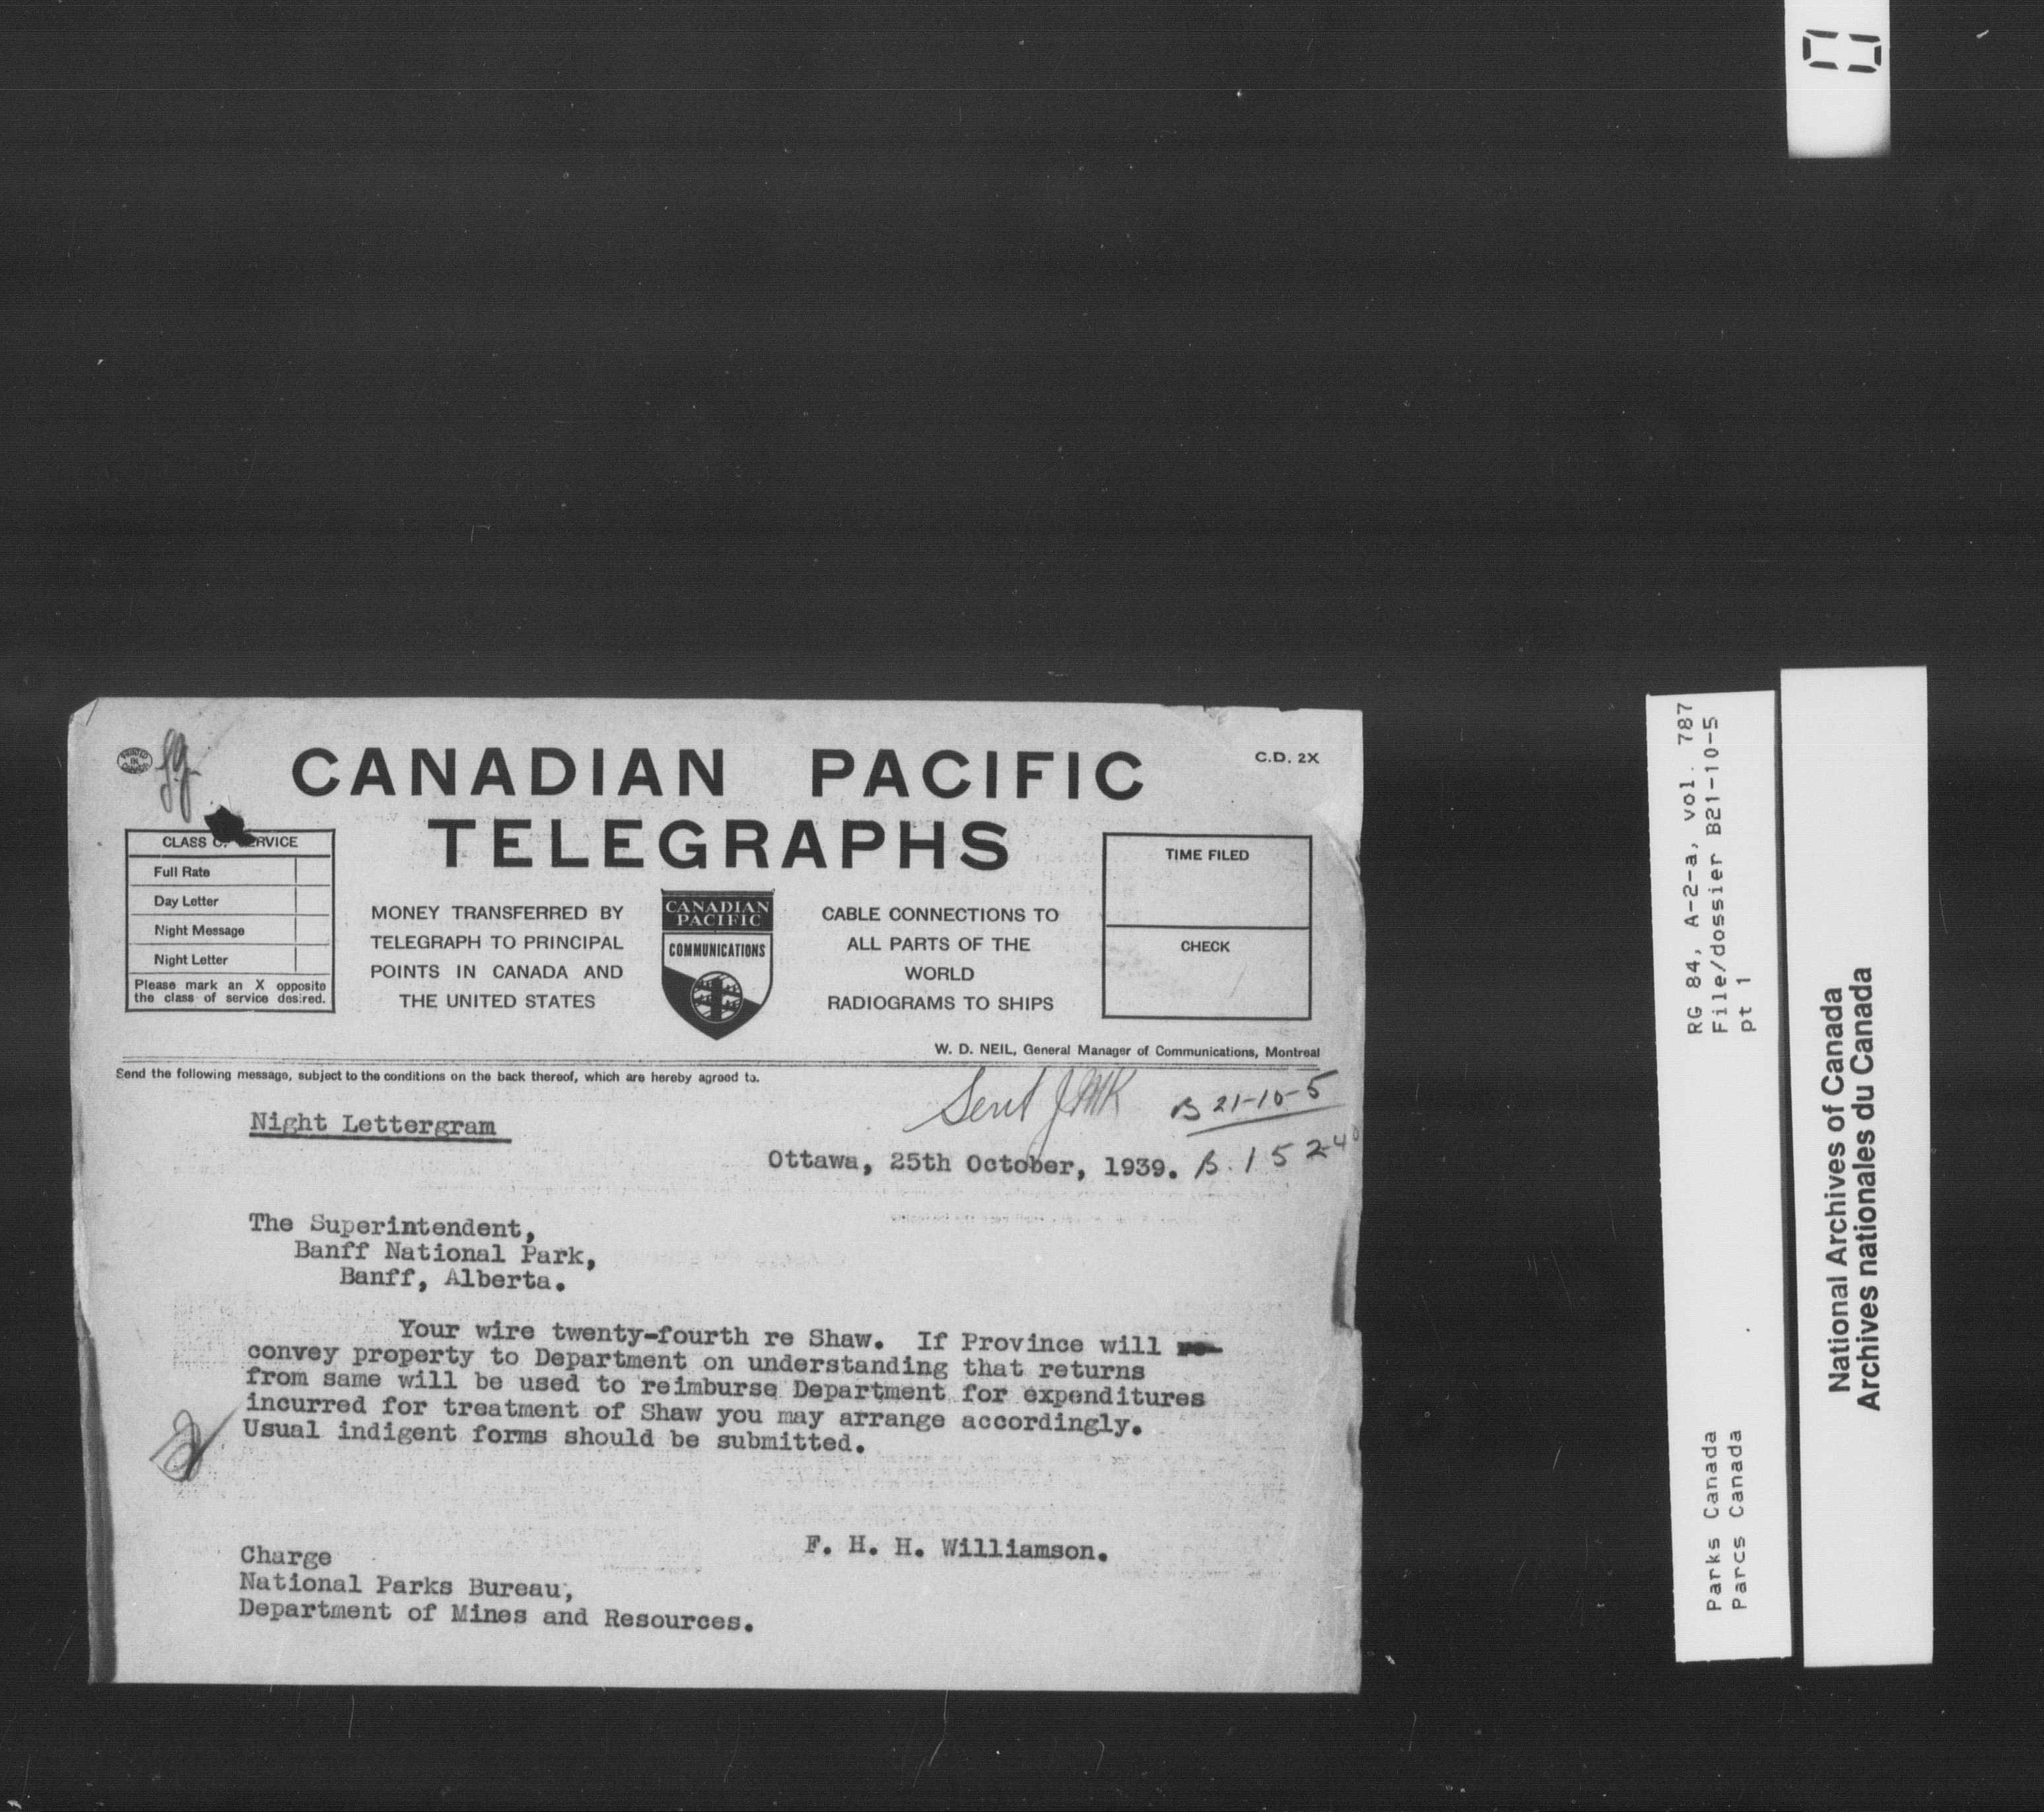 CANADIAN PACIFIC
TELEGRAPHS
C.D. 2X
PRINTED IN CANADA
CLASS OF SERVICE
Full Rate
Day Letter
Night Message
Night Letter
Please mark an X opposite
the class of service desired.
MONEY TRANSFERRED BY
TELEGRAPH TO PRINCIPAL
POINTS IN CANADA AND
THE UNITED STATES
CANADIAN
PACIFIC
COMMUNICATIONS
CABLE CONNECTIONS TO
ALL PARTS OF THE
WORLD
RADIOGRAMS TO SHIPS
TIME FILED
CHECK
W. D. NEIL, General Manager of Communications, Montreal
Send the following message, subject to the conditions on the back thereof, which are hereby agreed to.
Sent JMK
B 21-10-5
Night Lettergram
Ottawa, 25th October, 1939.
B. 15240
The Superintendent,
Banff National Park,
Banff, Alberta.
Your wire twenty-fourth re Shaw. If Province will
convey property to Department on understanding that returns
from same will be used to reimburse Department for expenditures
incurred for treatment of Shaw you may arrange accordingly.
Usual indigent forms should be submitted.
F. H. H. Williamson.
Charge
National Parks Bureau,
Department of Mines and Resources.
RG 84, A-2-a, vol. 787
File/dossier B21-10-5
pt 1
Parks Canada
Parcs Canada
National Archives of Canada
Archives nationales du Canada